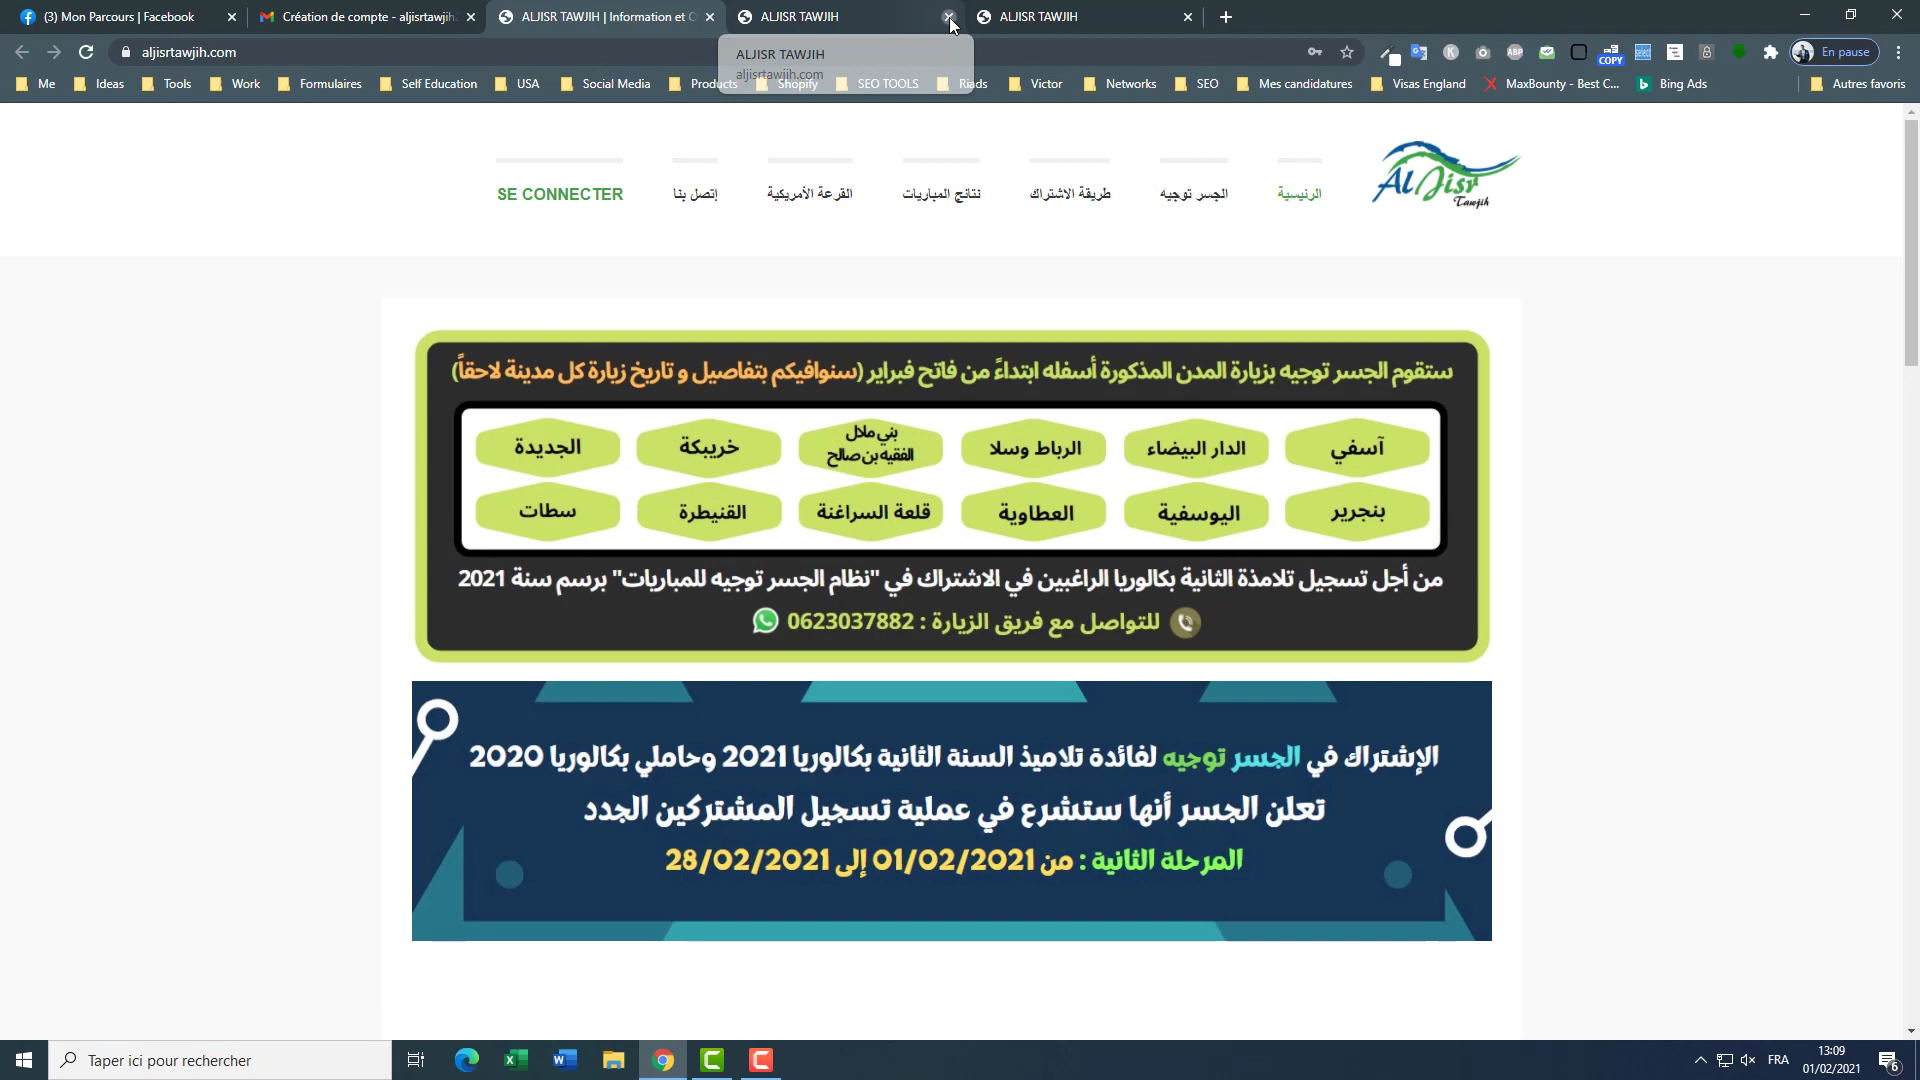 (3) Mon Parcours | Facebook
Création de compte - aljisrtawjih
ALJISR TAWJIH | Information et O
ALJISR TAWJIH
ALJISR TAWJIH
aljisrtawjih.com
ALJISR TAWJIH
aljisrtawjih.com
ABP
COPY
En pause
Me
Ideas
Tools
Work
Formulaires
Self Education
USA
Social Media
Products
Shopify
SEO TOOLS
Riads
Victor
Networks
SEO
Mes candidatures
Visas England
MaxBounty - Best C...
Bing Ads
Autres favoris
AlJisr
Tawjih
الرئيسية
الجسر توجيه
طريقة الاشتراك
نتائج المباريات
القرعة الأمريكية
إتصل بنا
SE CONNECTER
ستقوم الجسر توجيه بزيارة المدن المذكورة أسفله ابتداءً من فاتح فبراير (سنوافيكم بتفاصيل و تاريخ زيارة كل مدينة لاحقاً)
آسفي
الدار البيضاء
الرباط وسلا
بني ملال
الفقيه بن صالح
خريبكة
الجديدة
بنجرير
اليوسفية
العطاوية
قلعة السراغنة
القنيطرة
سطات
من أجل تسجيل تلامذة الثانية بكالوريا الراغبين في الاشتراك في "نظام الجسر توجيه للمباريات" برسم سنة 2021
للتواصل مع فريق الزيارة : 0623037882
الإشتراك في الجسر توجيه لفائدة تلاميذ السنة الثانية بكالوريا 2021 وحاملي بكالوريا 2020
تعلن الجسر أنها ستشرع في عملية تسجيل المشتركين الجدد
المرحلة الثانية : من 01/02/2021 إلى 28/02/2021
Taper ici pour rechercher
FRA
13:09
01/02/2021
6